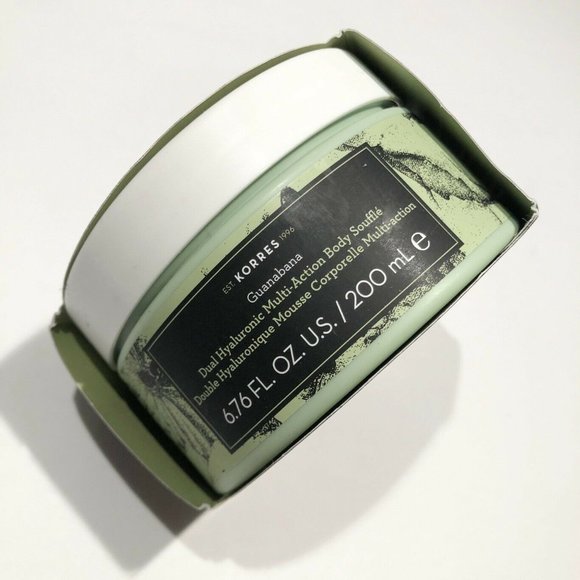 EST. KORRES 1996
Guanabana
Dual Hyaluronic Multi-Action Body Soufflé
Double Hyaluronique Mousse Corporelle Multi-action
6.76 FL. OZ. U.S. / 200 mL ℮